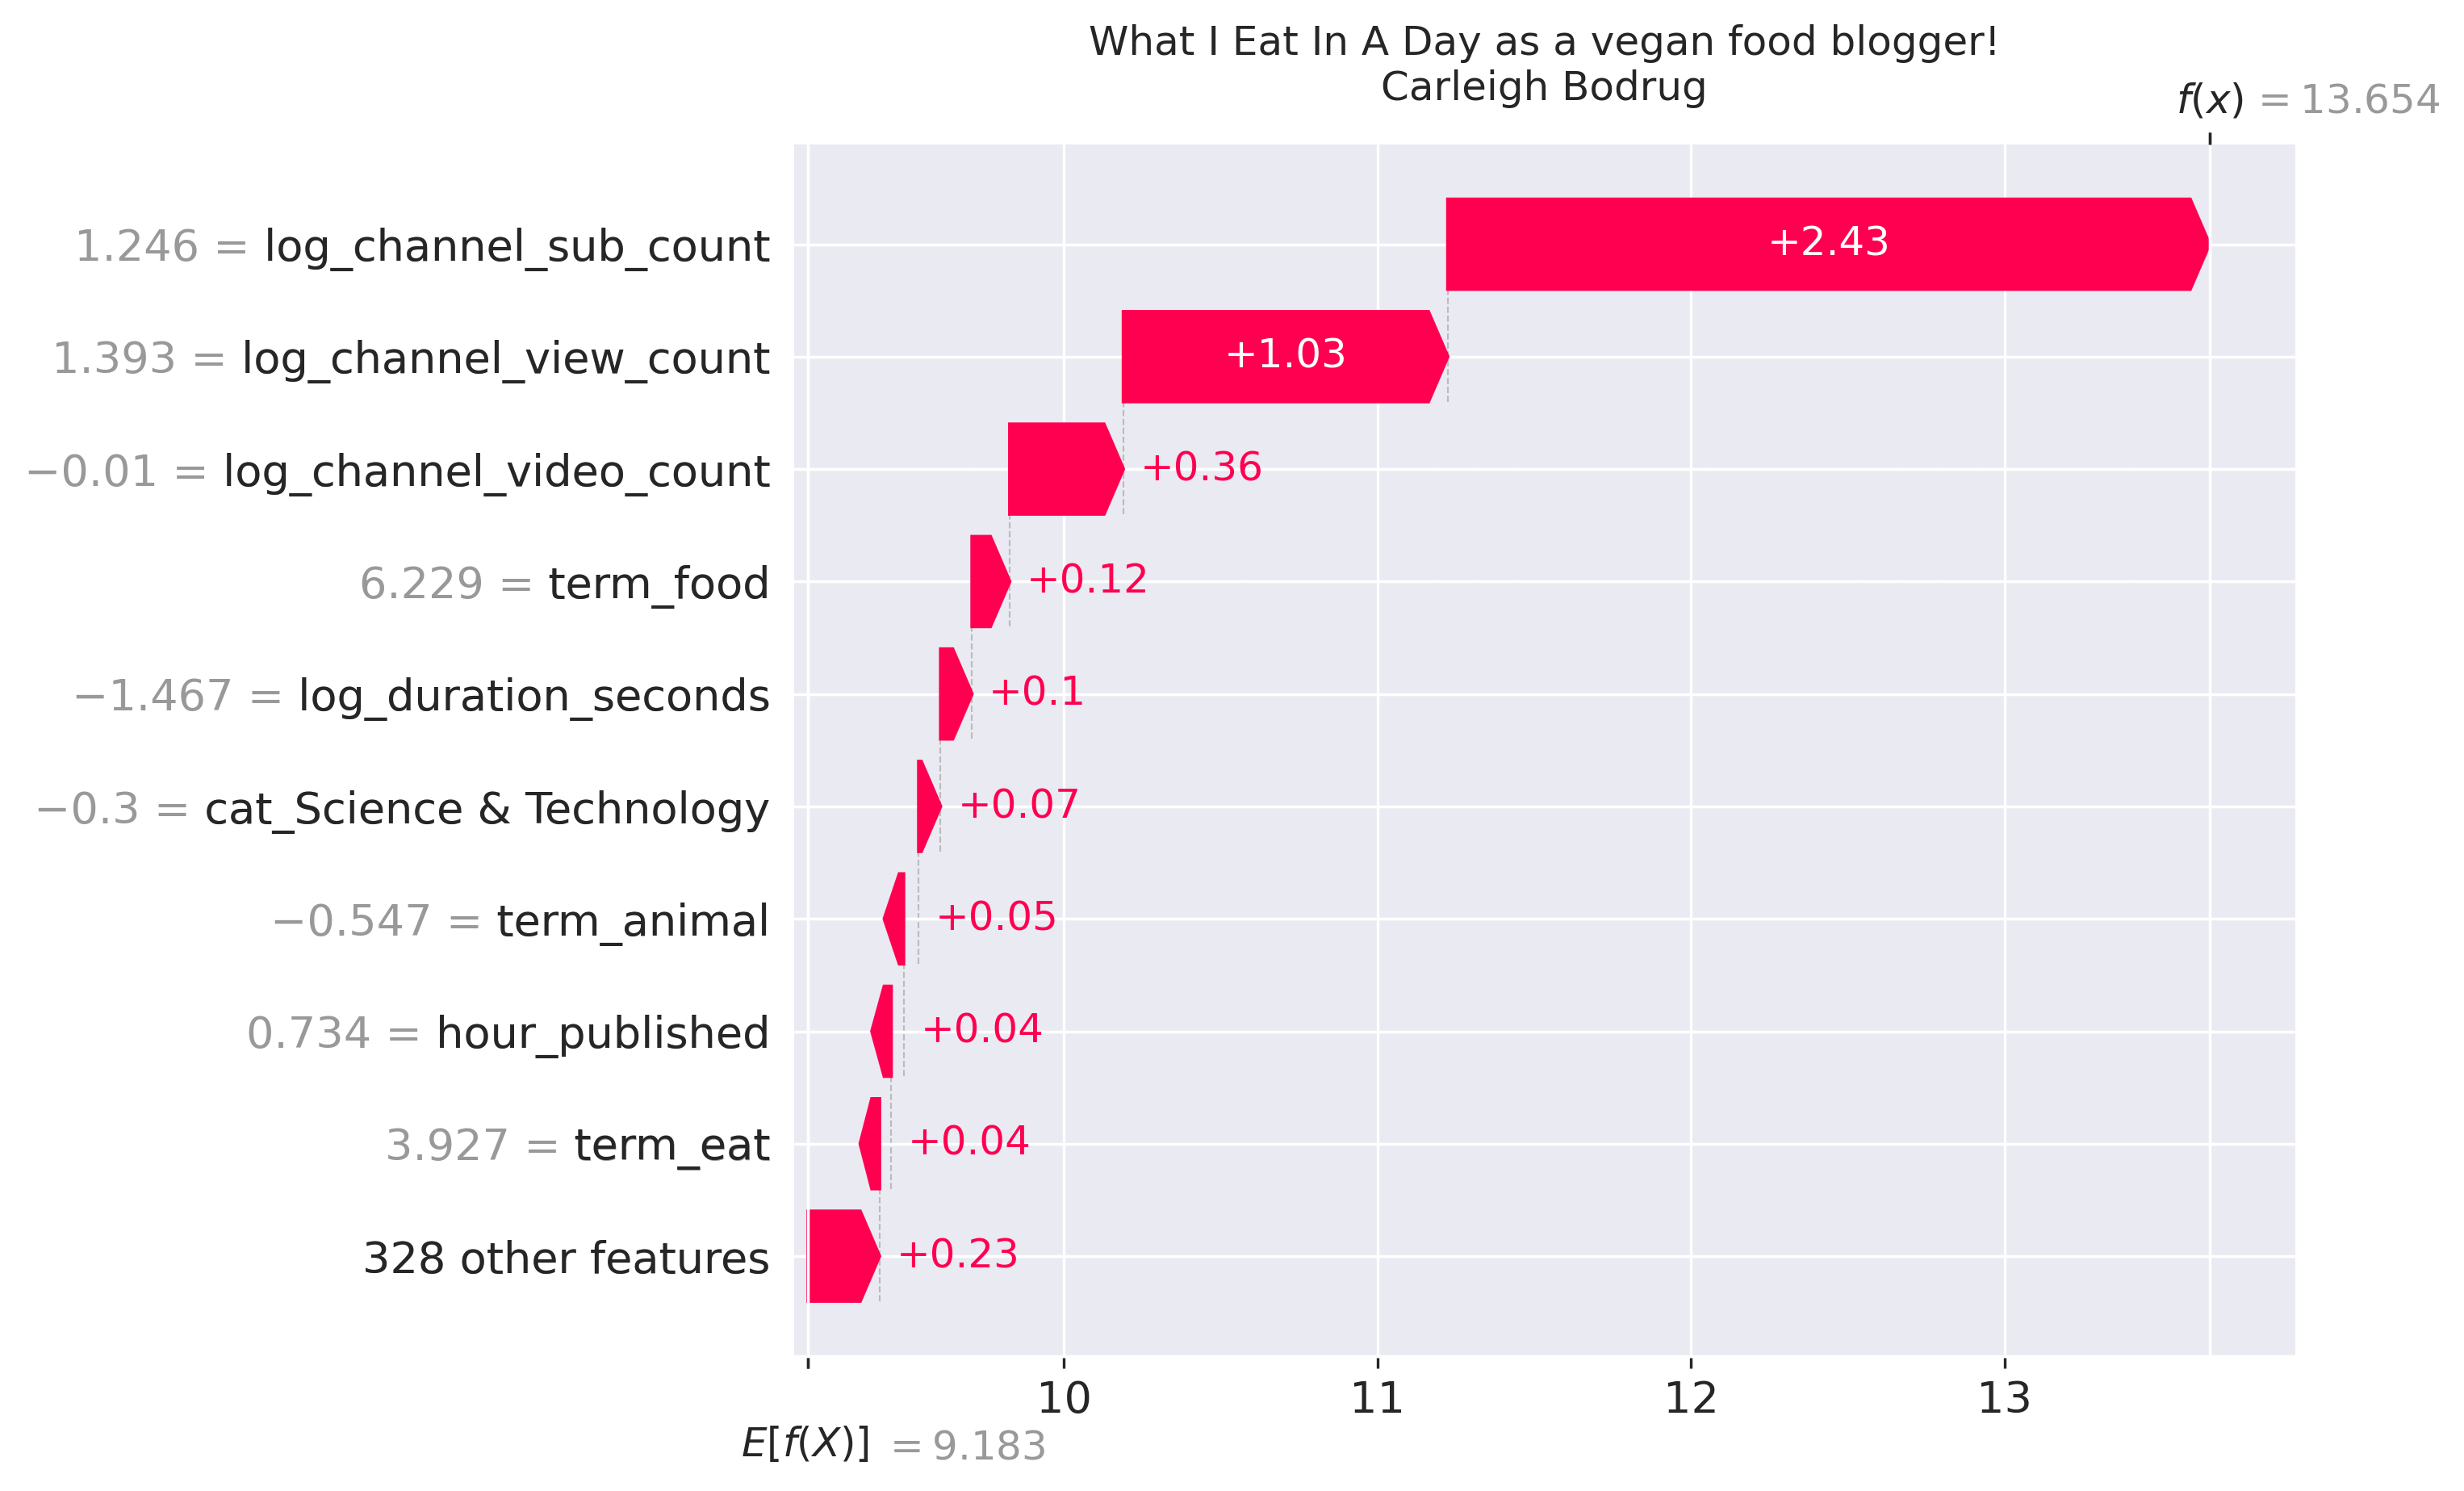 What I Eat In A Day as a vegan food blogger!
Carleigh Bodrug
f(x) = 13.654
1.246 = log_channel_sub_count +2.43
1.393 = log_channel_view_count +1.03
−0.01 = log_channel_video_count +0.36
6.229 = term_food +0.12
−1.467 = log_duration_seconds +0.1
−0.3 = cat_Science & Technology +0.07
−0.547 = term_animal +0.05
0.734 = hour_published +0.04
3.927 = term_eat +0.04
328 other features +0.23
10 11 12 13
E[f(X)] = 9.183